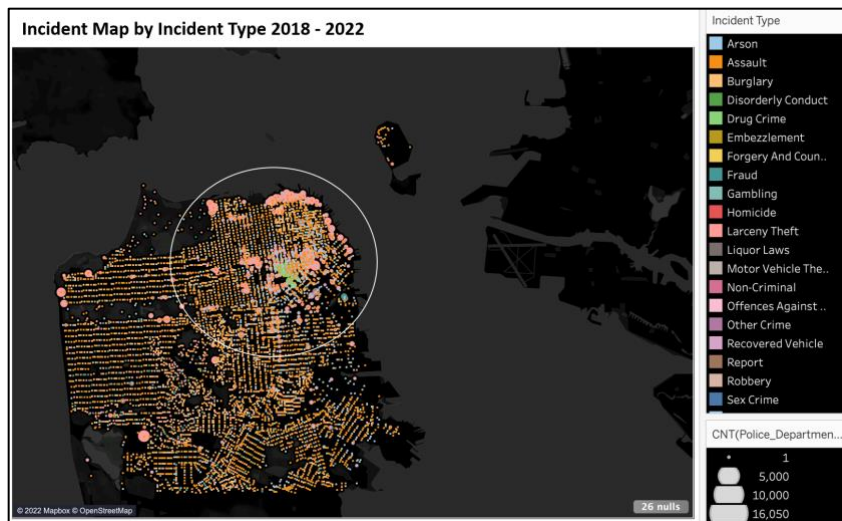 Incident Map by Incident Type 2018 - 2022
© 2022 Mapbox © OpenStreetMap
26 nulls
Incident Type
Arson
Assault
Burglary
Disorderly Conduct
Drug Crime
Embezzlement
Forgery And Coun..
Fraud
Gambling
Homicide
Larceny Theft
Liquor Laws
Motor Vehicle The..
Non-Criminal
Offences Against ..
Other Crime
Recovered Vehicle
Report
Robbery
Sex Crime
CNT(Police_Departmen...
1
5,000
10,000
16,050